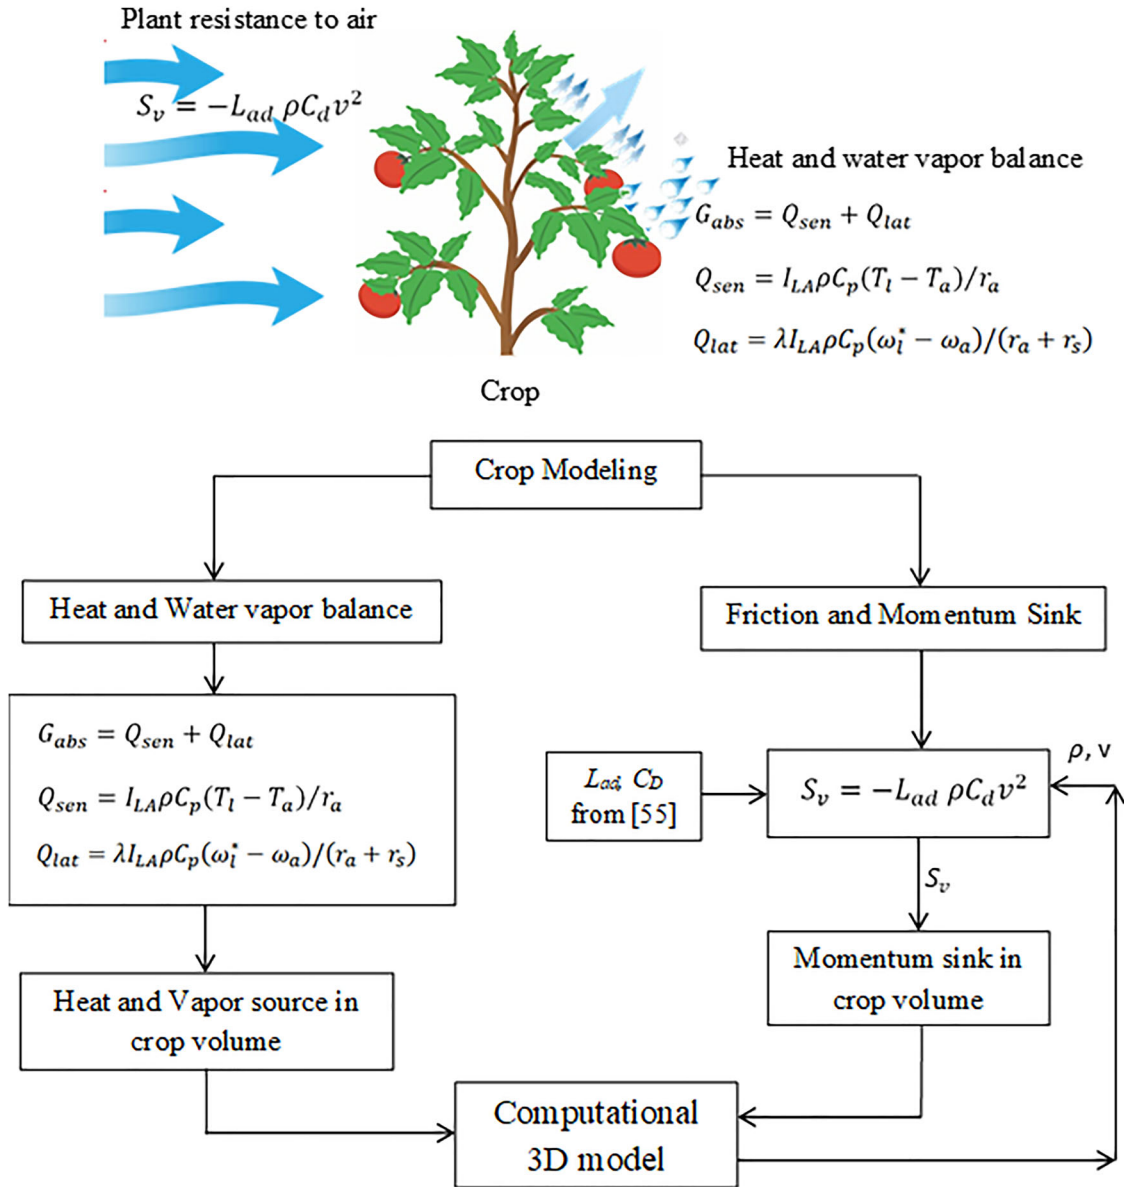 Plant resistance to air
S_v = −L_ad ρC_d v²
Heat and water vapor balance
G_abs = Q_sen + Q_lat
Q_sen = I_LA ρC_p(T_l − T_a)/r_a
Q_lat = λI_LA ρC_p(ω_l^* − ω_a)/(r_a + r_s)
Crop
Crop Modeling
Heat and Water vapor balance
G_abs = Q_sen + Q_lat
Q_sen = I_LA ρC_p(T_l − T_a)/r_a
Q_lat = λI_LA ρC_p(ω_l^* − ω_a)/(r_a + r_s)
Heat and Vapor source in
crop volume
Friction and Momentum Sink
L_ad, C_D
from [55]
S_v = −L_ad ρC_d v²
ρ, v
S_v
Momentum sink in
crop volume
Computational
3D model